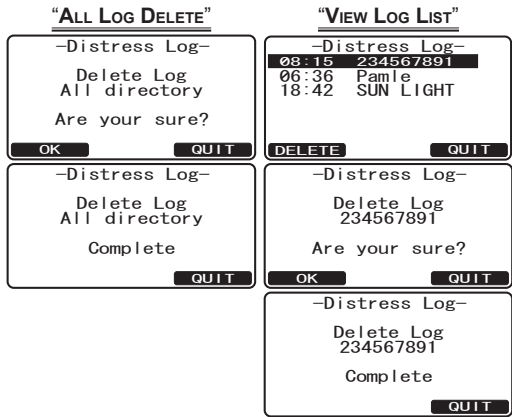 “ALL LOG DELETE”
–Distress Log–
Delete Log
All directory
Are your sure?
OK QUIT
–Distress Log–
Delete Log
All directory
Complete
QUIT
“VIEW LOG LIST”
–Distress Log–
08:15 234567891
06:36 Pamle
18:42 SUN LIGHT
DELETE QUIT
–Distress Log–
Delete Log
234567891
Are your sure?
OK QUIT
–Distress Log–
Delete Log
234567891
Complete
QUIT